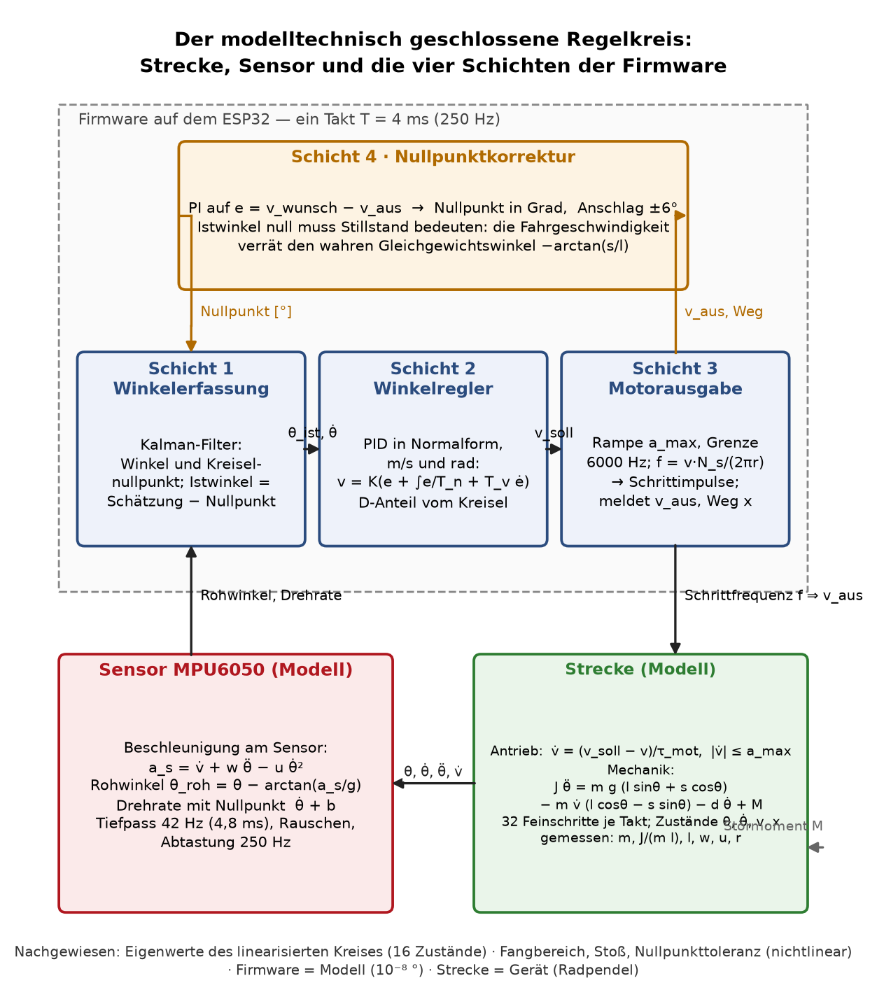 Der modelltechnisch geschlossene Regelkreis:
Strecke, Sensor und die vier Schichten der Firmware
Firmware auf dem ESP32 — ein Takt T = 4 ms (250 Hz)
Schicht 4 · Nullpunktkorrektur
PI auf e = v_wunsch − v_aus → Nullpunkt in Grad, Anschlag ±6°
Istwinkel null muss Stillstand bedeuten: die Fahrgeschwindigkeit
verrät den wahren Gleichgewichtswinkel −arctan(s/l)
Nullpunkt [°]
v_aus, Weg
Schicht 1
Winkelerfassung
Kalman-Filter:
Winkel und Kreisel-
nullpunkt; Istwinkel =
Schätzung − Nullpunkt
θ_ist, θ̇
Schicht 2
Winkelregler
PID in Normalform,
m/s und rad:
v = K(e + ∫e/T_n + T_v ė)
D-Anteil vom Kreisel
v_soll
Schicht 3
Motorausgabe
Rampe a_max, Grenze
6000 Hz; f = v·N_s/(2πr)
→ Schrittimpulse;
meldet v_aus, Weg x
Rohwinkel, Drehrate
Schrittfrequenz f ⇒ v_aus
Sensor MPU6050 (Modell)
Beschleunigung am Sensor:
a_s = v̇ + w θ̈ − u θ̇²
Rohwinkel θ_roh = θ − arctan(a_s/g)
Drehrate mit Nullpunkt θ̇ + b
Tiefpass 42 Hz (4,8 ms), Rauschen,
Abtastung 250 Hz
θ, θ̇, θ̈, v̇
Strecke (Modell)
Antrieb: v̇ = (v_soll − v)/τ_mot, |v̇| ≤ a_max
Mechanik:
J θ̈ = m g (l sinθ + s cosθ)
− m v̇ (l cosθ − s sinθ) − d θ̇ + M
32 Feinschritte je Takt; Zustände θ, θ̇, v, x
gemessen: m, J/(m l), l, w, u, r
Störmoment M
Nachgewiesen: Eigenwerte des linearisierten Kreises (16 Zustände) · Fangbereich, Stoß, Nullpunkttoleranz (nichtlinear)
· Firmware = Modell (10⁻⁸ °) · Strecke = Gerät (Radpendel)